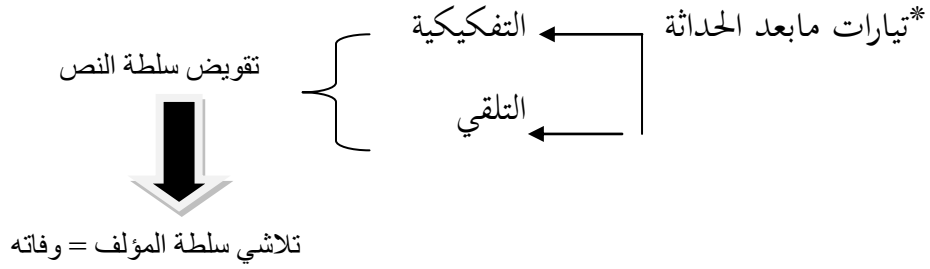 *تيارات مابعد الحداثة
التفكيكية
التلقي
تقويض سلطة النص
تلاشي سلطة المؤلف = وفاته